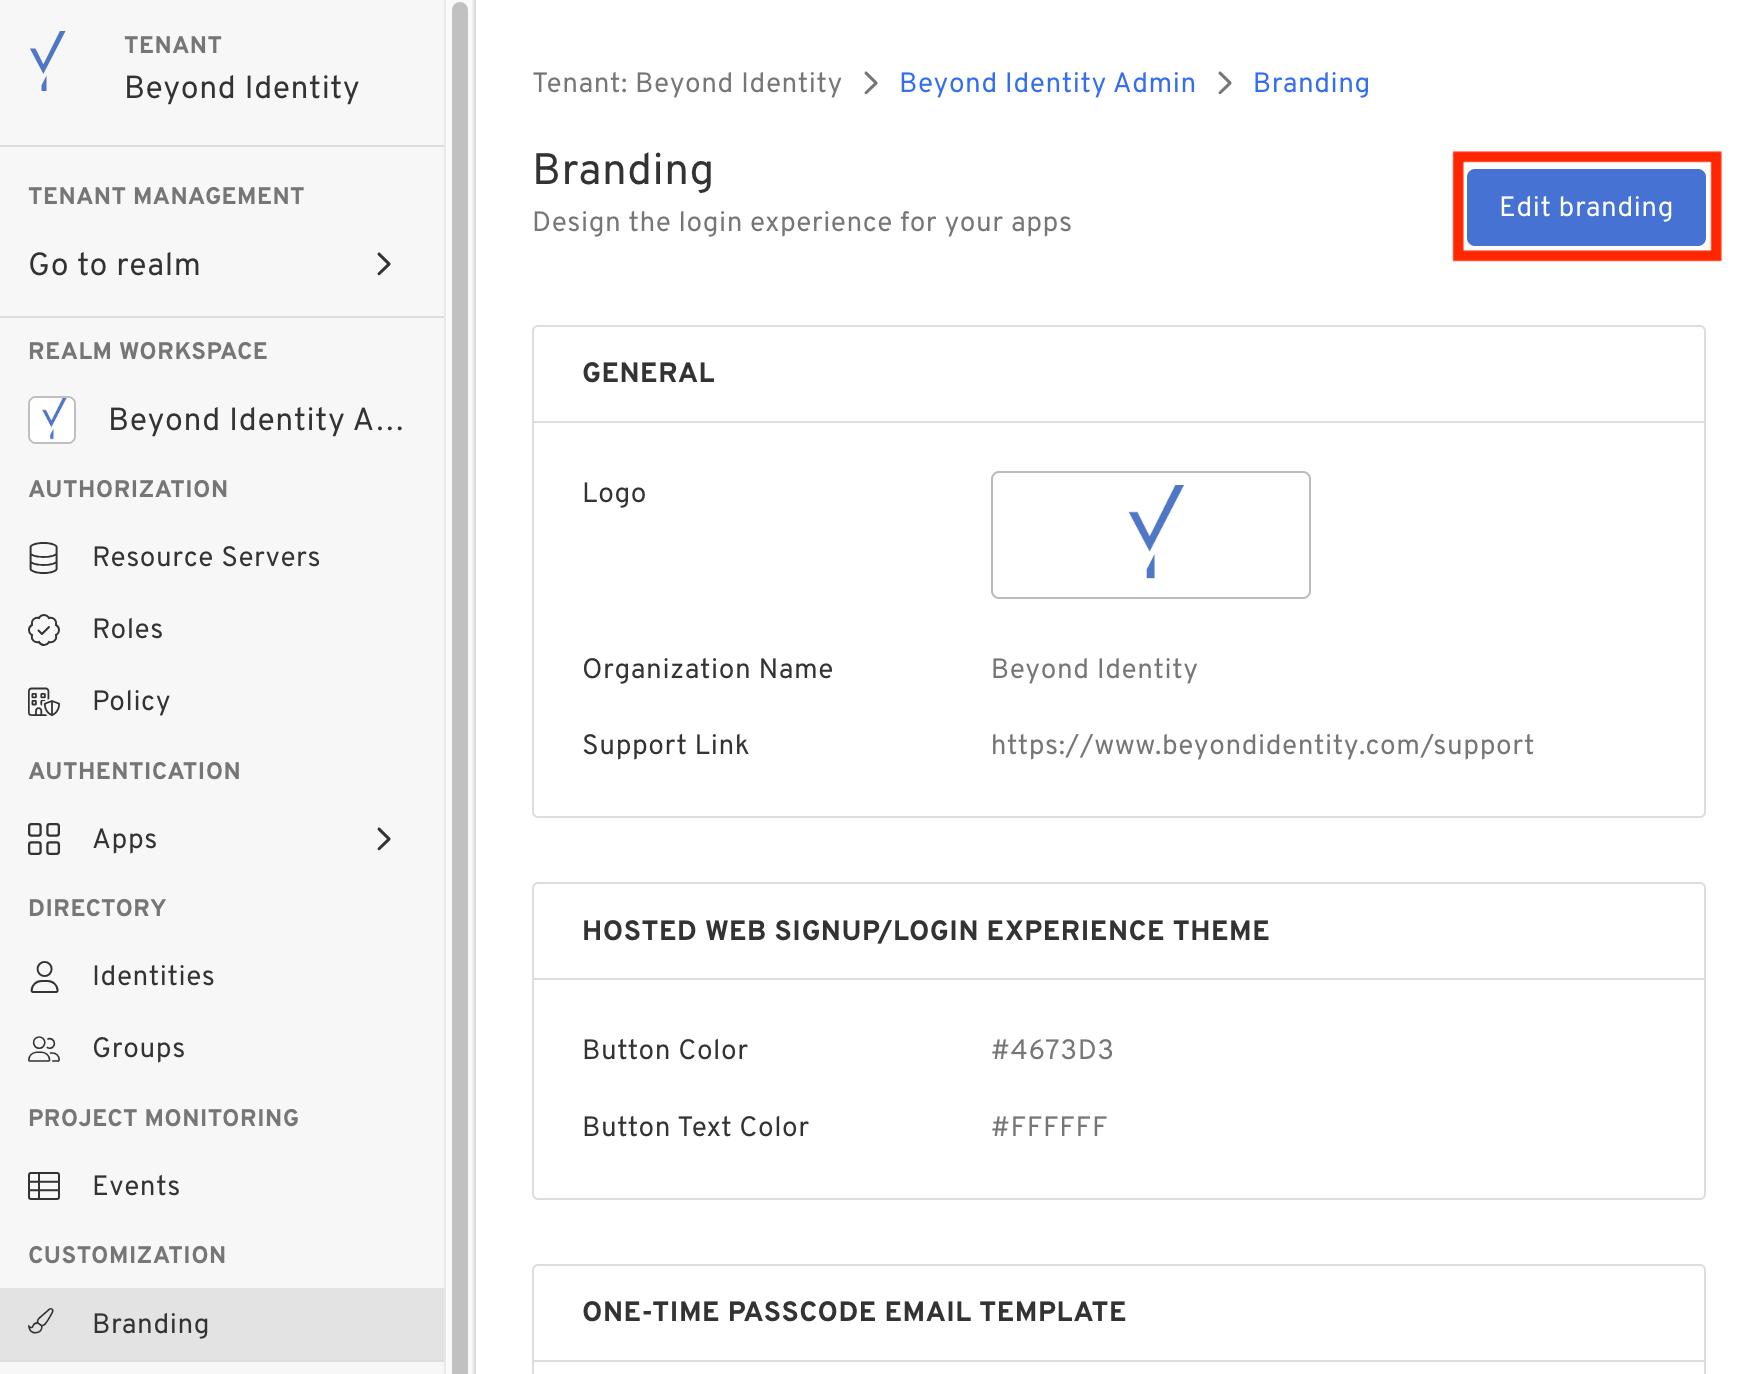 TENANT
Beyond Identity
TENANT MANAGEMENT
Go to realm
REALM WORKSPACE
Beyond Identity A...
AUTHORIZATION
Resource Servers
Roles
Policy
AUTHENTICATION
Apps
DIRECTORY
Identities
Groups
PROJECT MONITORING
Events
CUSTOMIZATION
Branding
Tenant: Beyond Identity > Beyond Identity Admin > Branding
Branding
Design the login experience for your apps
Edit branding
GENERAL
Logo
Organization Name Beyond Identity
Support Link https://www.beyondidentity.com/support
HOSTED WEB SIGNUP/LOGIN EXPERIENCE THEME
Button Color #4673D3
Button Text Color #FFFFFF
ONE-TIME PASSCODE EMAIL TEMPLATE